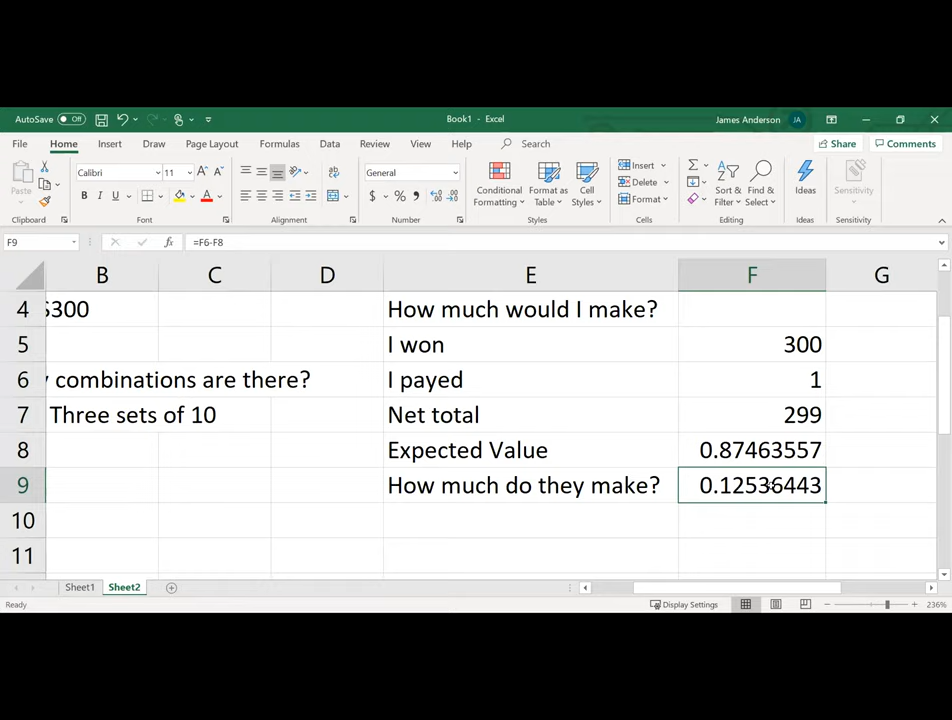 AutoSave Off Book1 - Excel James Anderson JA
File Home Insert Draw Page Layout Formulas Data Review View Help Search Share Comments
Paste Calibri 11 A A General Conditional Formatting Format as Table Cell Styles Insert Delete Format Sort & Filter Find & Select Ideas Sensitivity
B I U A $ % , .00
Clipboard Font Alignment Number Styles Cells Editing Ideas Sensitivity
F9 fx =F6-F8
B C D E F G
4 6300 How much would I make?
5 I won 300
6 y combinations are there? I payed 1
7 Three sets of 10 Net total 299
8 Expected Value 0.87463557
9 How much do they make? 0.12536443
10
11
Sheet1 Sheet2
Ready Display Settings 236%